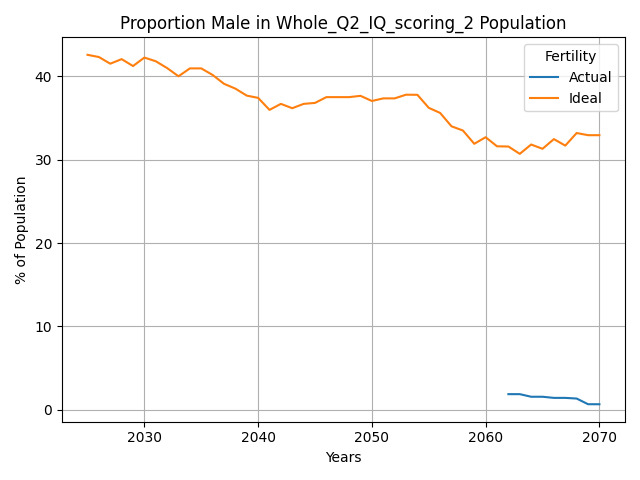 Proportion Male in Whole_Q2_IQ_scoring_2 Population
Fertility
Actual
Ideal
% of Population
40
30
20
10
0
2030 2040 2050 2060 2070
Years